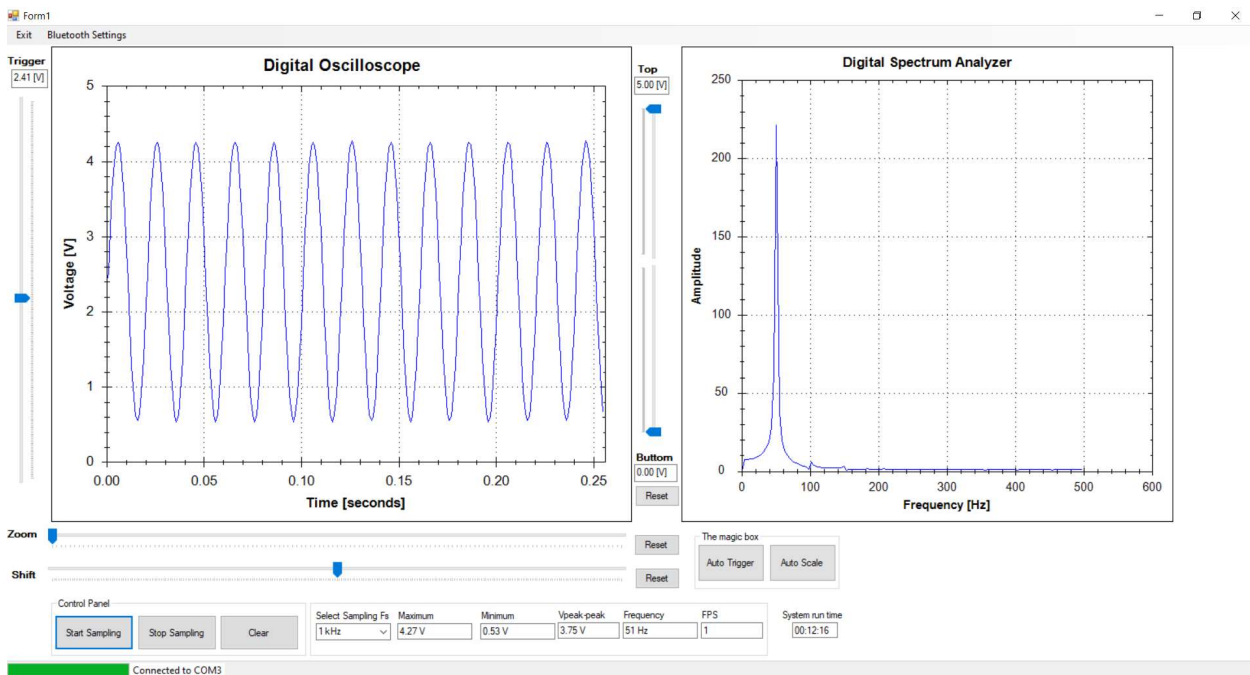 Form1
Exit Bluetooth Settings
Trigger
2.41 [V]
Digital Oscilloscope
5
4
3
2
1
0
Voltage [V]
0.00 0.05 0.10 0.15 0.20 0.25
Time [seconds]
Top
5.00 [V]
Buttom
0.00 [V]
Reset
Digital Spectrum Analyzer
250
200
150
100
50
0
Amplitude
0 100 200 300 400 500 600
Frequency [Hz]
Zoom
Reset
Shift
Reset
The magic box
Auto Trigger Auto Scale
Control Panel
Start Sampling Stop Sampling Clear
Select Sampling Fs Maximum Minimum Vpeak-peak Frequency FPS
1 kHz 4.27 V 0.53 V 3.75 V 51 Hz 1
System run time
00:12:16
Connected to COM3